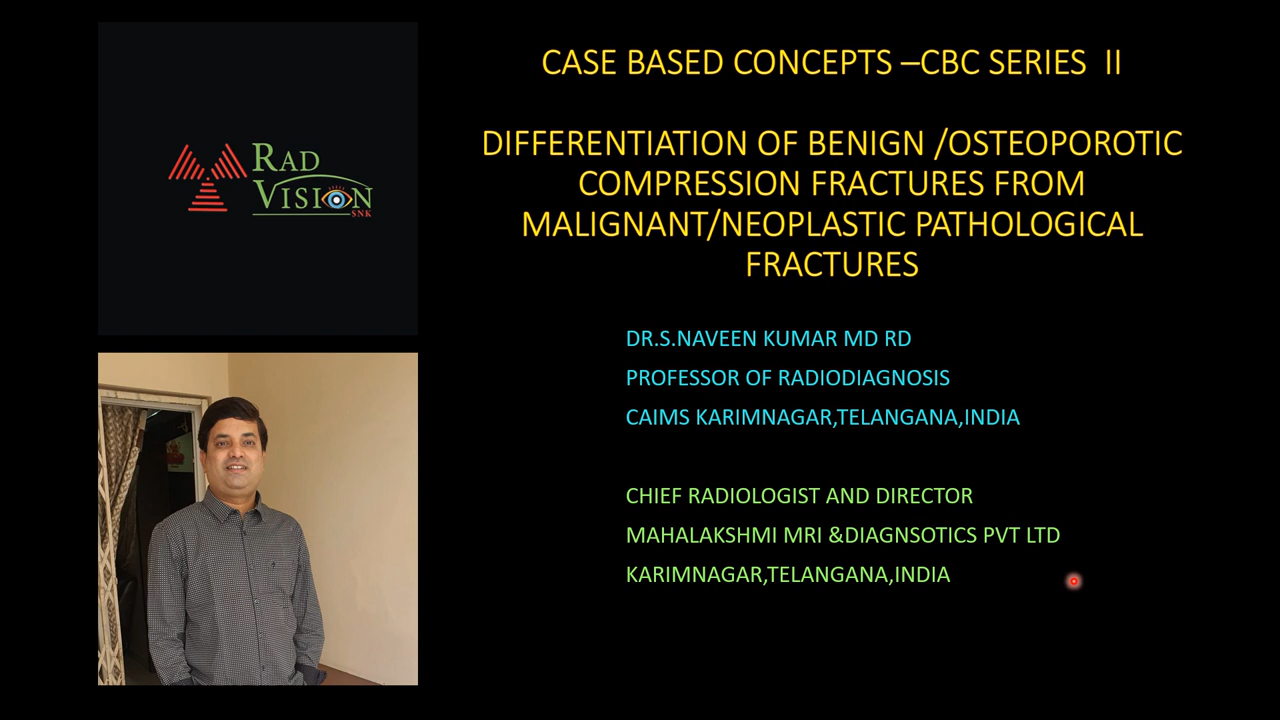 RAD
VISION
SNK
CASE BASED CONCEPTS –CBC SERIES II
DIFFERENTIATION OF BENIGN /OSTEOPOROTIC
COMPRESSION FRACTURES FROM
MALIGNANT/NEOPLASTIC PATHOLOGICAL
FRACTURES
DR.S.NAVEEN KUMAR MD RD
PROFESSOR OF RADIODIAGNOSIS
CAIMS KARIMNAGAR,TELANGANA,INDIA
CHIEF RADIOLOGIST AND DIRECTOR
MAHALAKSHMI MRI &DIAGNSOTICS PVT LTD
KARIMNAGAR,TELANGANA,INDIA